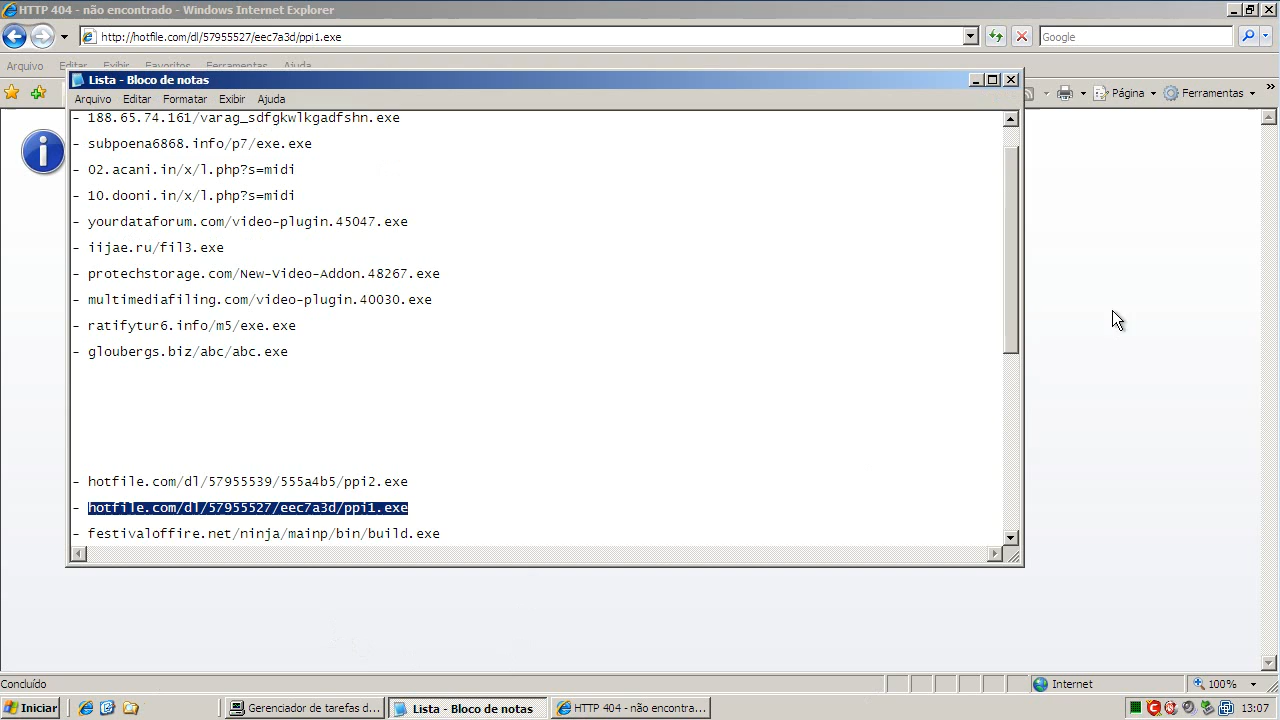 HTTP 404 - não encontrado - Windows Internet Explorer
http://hotfile.com/dl/57955527/eec7a3d/ppi1.exe
Google
Arquivo Editar Exibir Favoritos Ferramentas Ajuda
Página Ferramentas
Lista - Bloco de notas
Arquivo Editar Formatar Exibir Ajuda
- 188.65.74.161/varag_sdfgkwlkgadfshn.exe
- subpoena6868.info/p7/exe.exe
- 02.acani.in/x/l.php?s=midi
- 10.dooni.in/x/l.php?s=midi
- yourdataforum.com/video-plugin.45047.exe
- iijae.ru/fil3.exe
- protechstorage.com/New-Video-Addon.48267.exe
- multimediafiling.com/video-plugin.40030.exe
- ratifytur6.info/m5/exe.exe
- gloubergs.biz/abc/abc.exe
- hotfile.com/dl/57955539/555a4b5/ppi2.exe
- hotfile.com/dl/57955527/eec7a3d/ppi1.exe
- festivaloffire.net/ninja/mainp/bin/build.exe
Concluído
Internet
100%
Iniciar
Gerenciador de tarefas d...
Lista - Bloco de notas
HTTP 404 - não encontra...
13:07